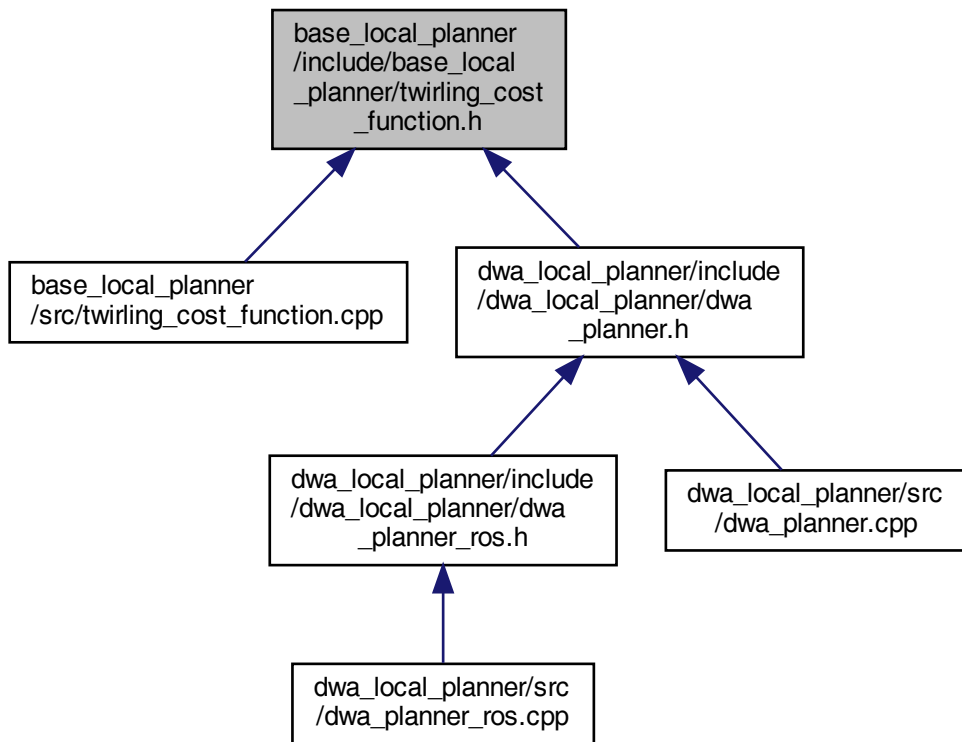 base_local_planner
/include/base_local
_planner/twirling_cost
_function.h
base_local_planner
/src/twirling_cost_function.cpp
dwa_local_planner/include
/dwa_local_planner/dwa
_planner.h
dwa_local_planner/include
/dwa_local_planner/dwa
_planner_ros.h
dwa_local_planner/src
/dwa_planner.cpp
dwa_local_planner/src
/dwa_planner_ros.cpp